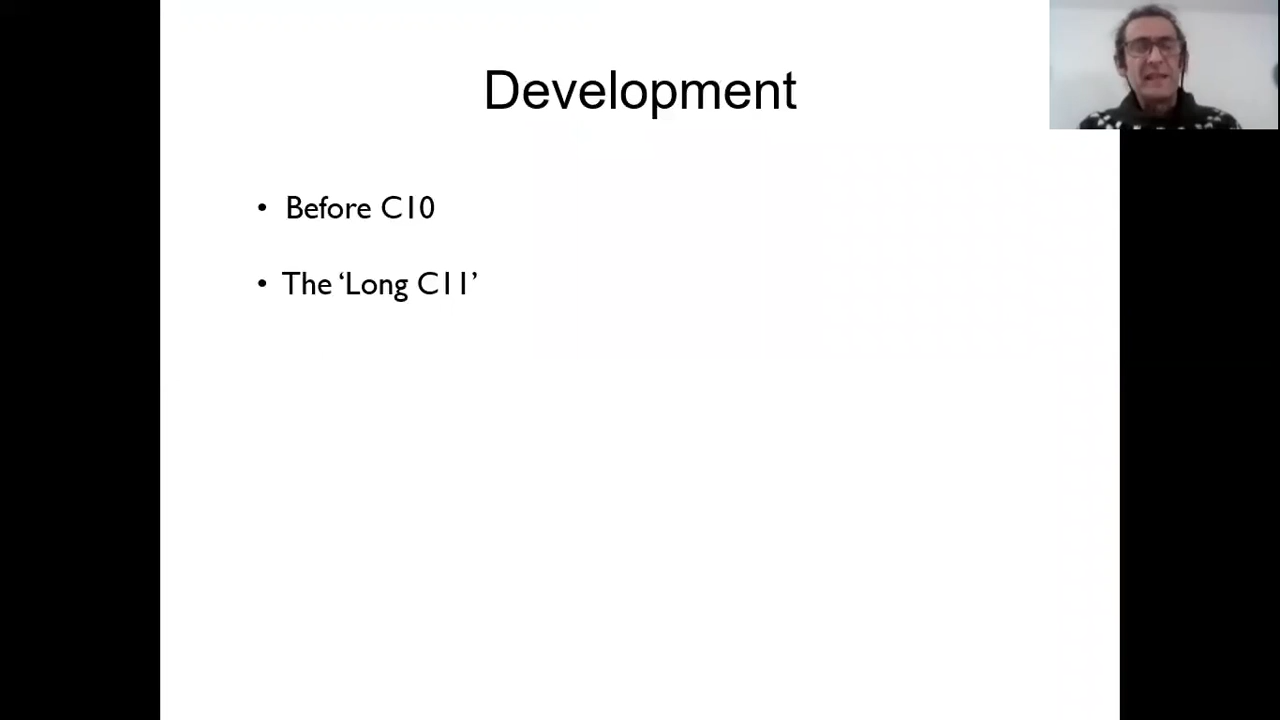 Development
• Before C10
• The ‘Long C11’